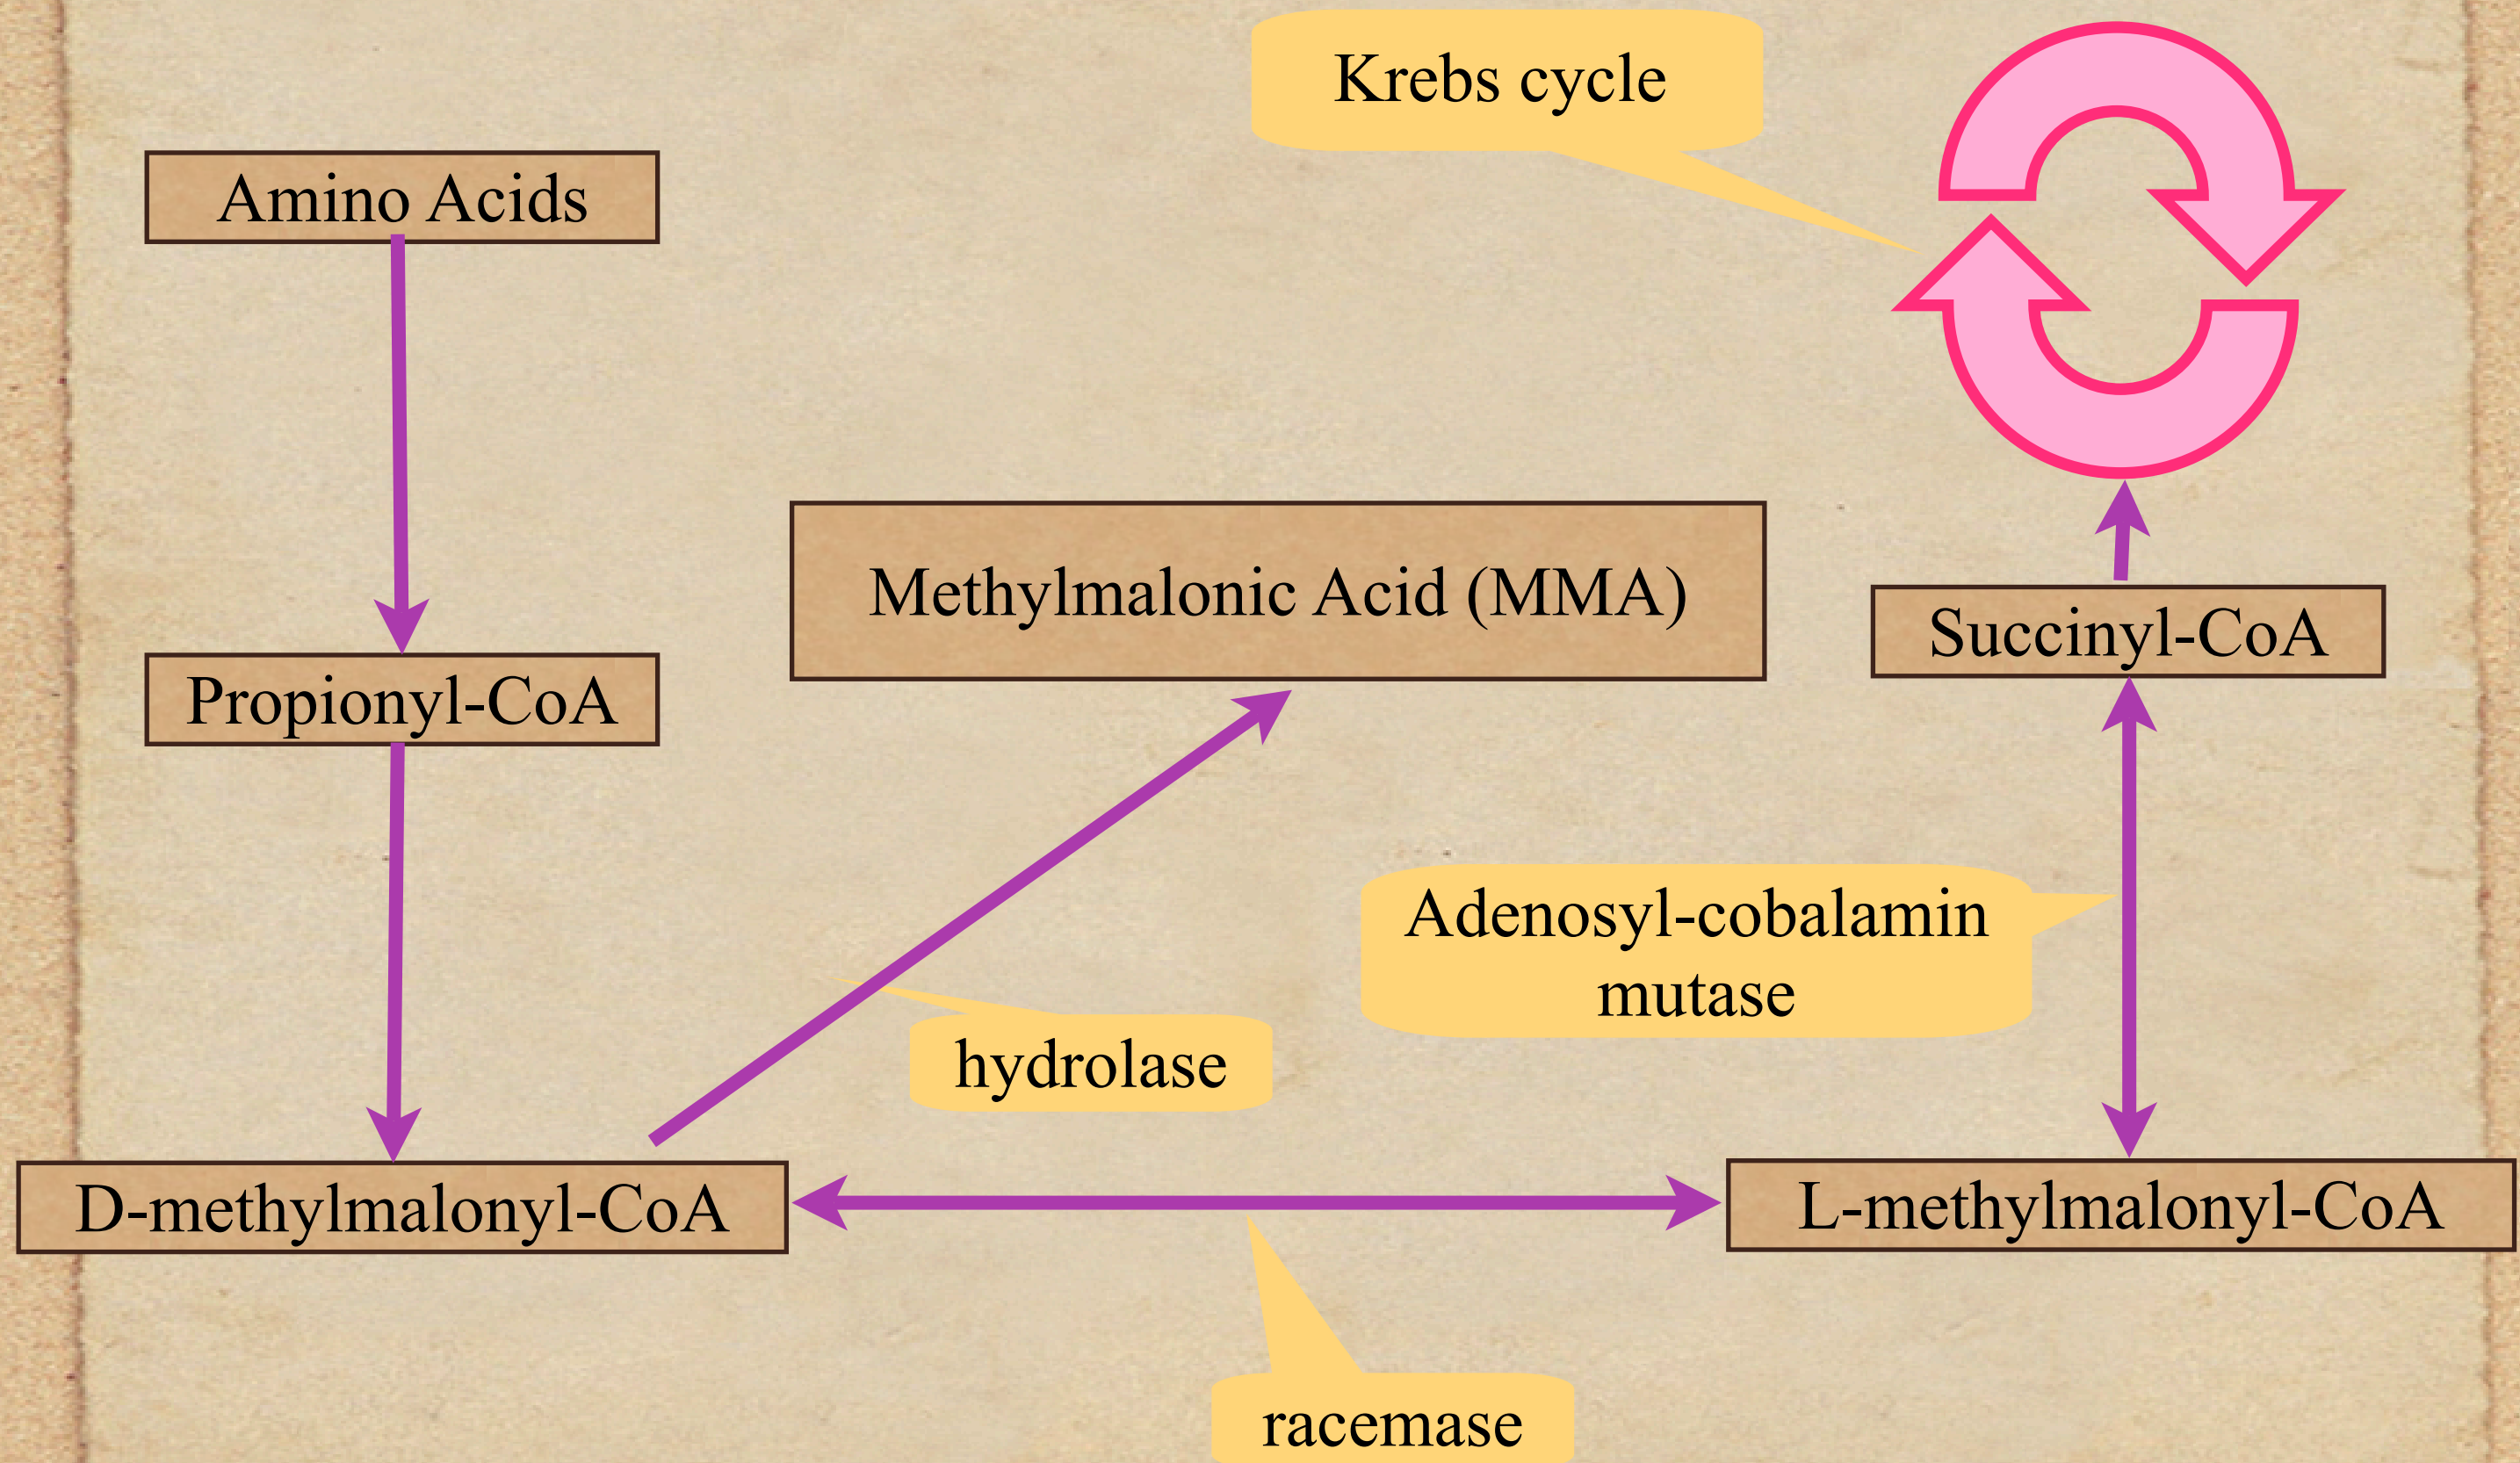 Krebs cycle
Amino Acids
Methylmalonic Acid (MMA)
Succinyl-CoA
Propionyl-CoA
Adenosyl-cobalamin
mutase
hydrolase
D-methylmalonyl-CoA
L-methylmalonyl-CoA
racemase